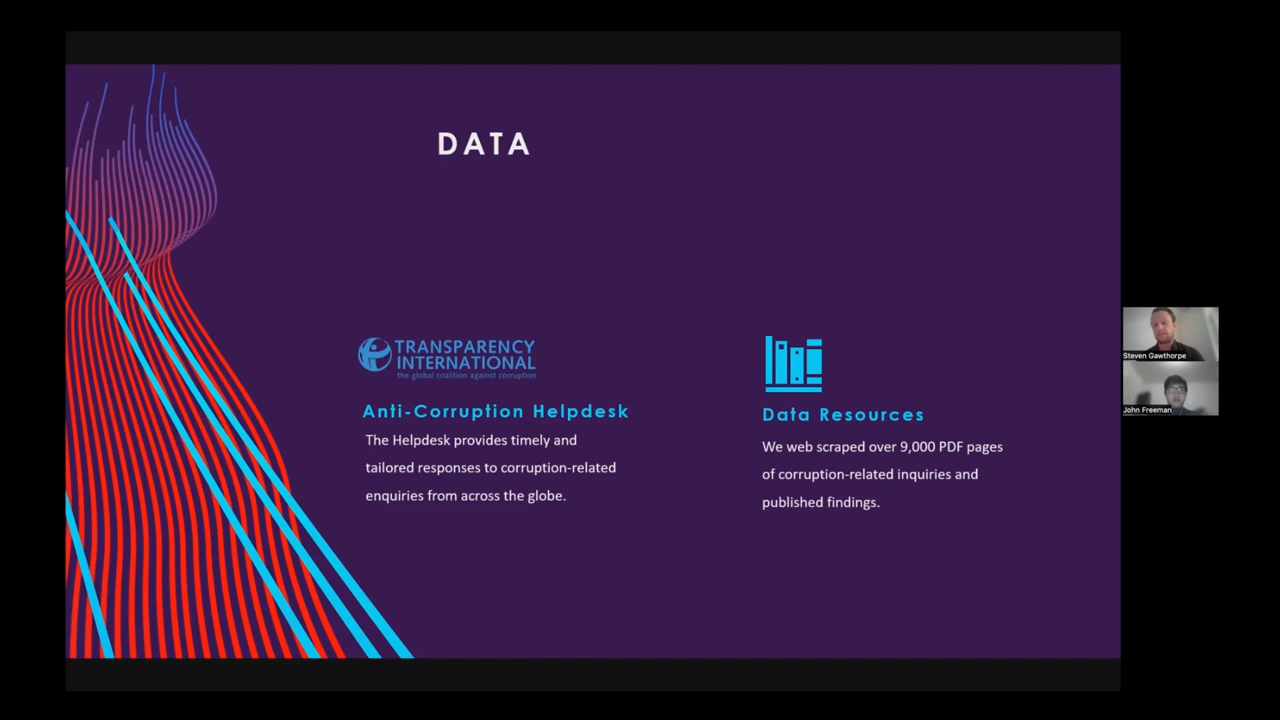 DATA
TRANSPARENCY
INTERNATIONAL
the global coalition against corruption
Anti-Corruption Helpdesk
The Helpdesk provides timely and
tailored responses to corruption-related
enquiries from across the globe.
Data Resources
We web scraped over 9,000 PDF pages
of corruption-related inquiries and
published findings.
Steven Gawthorpe
John Freeman